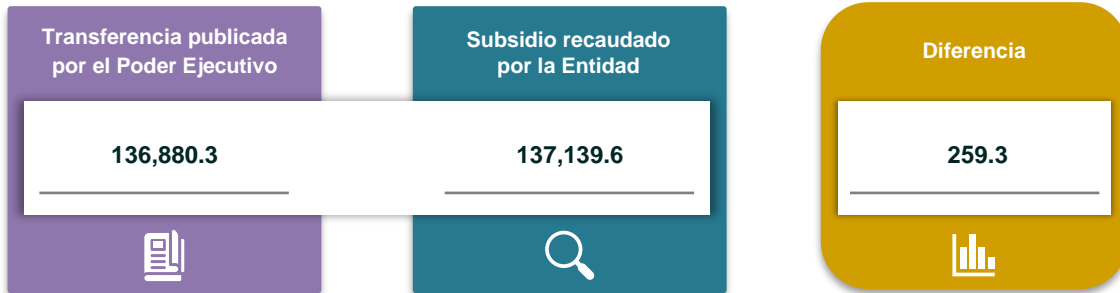 Transferencia publicada
por el Poder Ejecutivo
136,880.3
Subsidio recaudado
por la Entidad
137,139.6
Diferencia
259.3